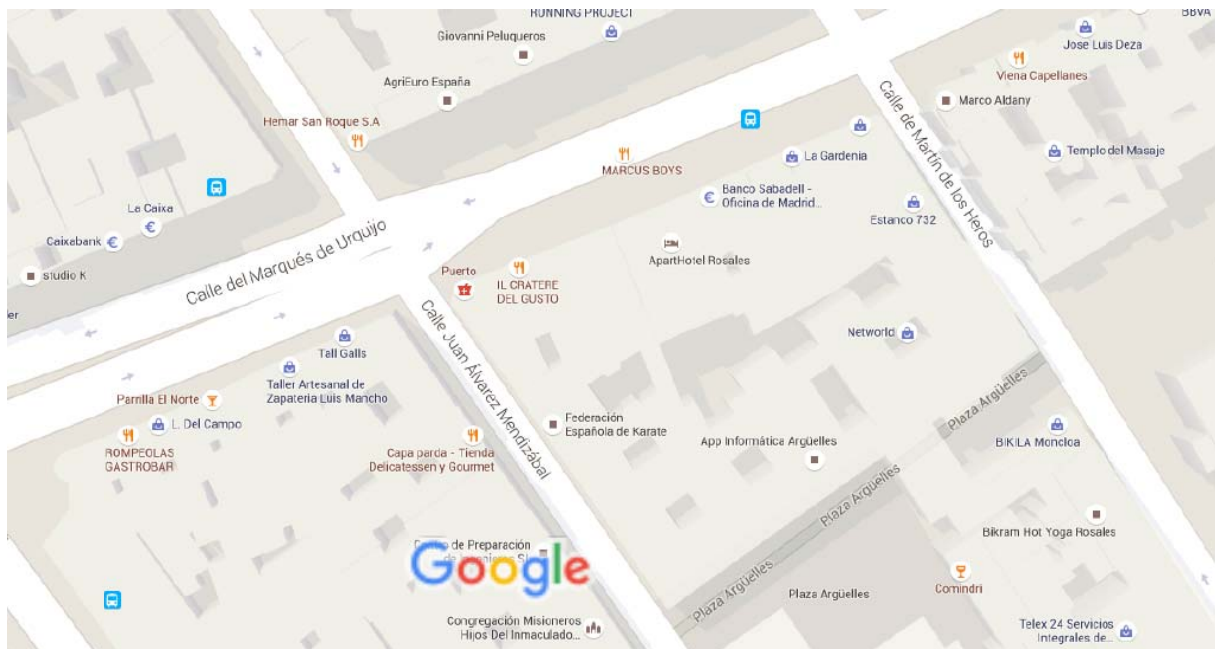 RUNNING PROJECT
BBVA
Giovanni Peluqueros
Jose Luis Deza
Viena Capellanes
AgriEuro España
Marco Aldany
Calle de Martín de los Heros
Hemar San Roque S.A
Templo del Masaje
La Gardenia
MARCUS BOYS
Banco Sabadell -
Oficina de Madrid...
La Caixa
Estanco 732
Caixabank
Calle del Marqués de Urquijo
ApartHotel Rosales
studio K
Puerto
IL CRATERE
DEL GUSTO
Calle Juan Álvarez Mendizábal
Networld
Tall Galls
Taller Artesanal de
Zapateria Luis Mancho
Plaza Argüelles
Parrilla El Norte
L. Del Campo
Federación
Española de Karate
App Informática Argüelles
BIKILA Moncloa
ROMPEOLAS
GASTROBAR
Capa parda - Tienda
Delicatessen y Gourmet
Plaza Argüelles
Bikram Hot Yoga Rosales
de Preparación
Google
Plaza Argüelles
Plaza Argüelles
Comindri
Congregación Misioneros
Hijos Del Inmaculado...
Telex 24 Servicios
Integrales de...